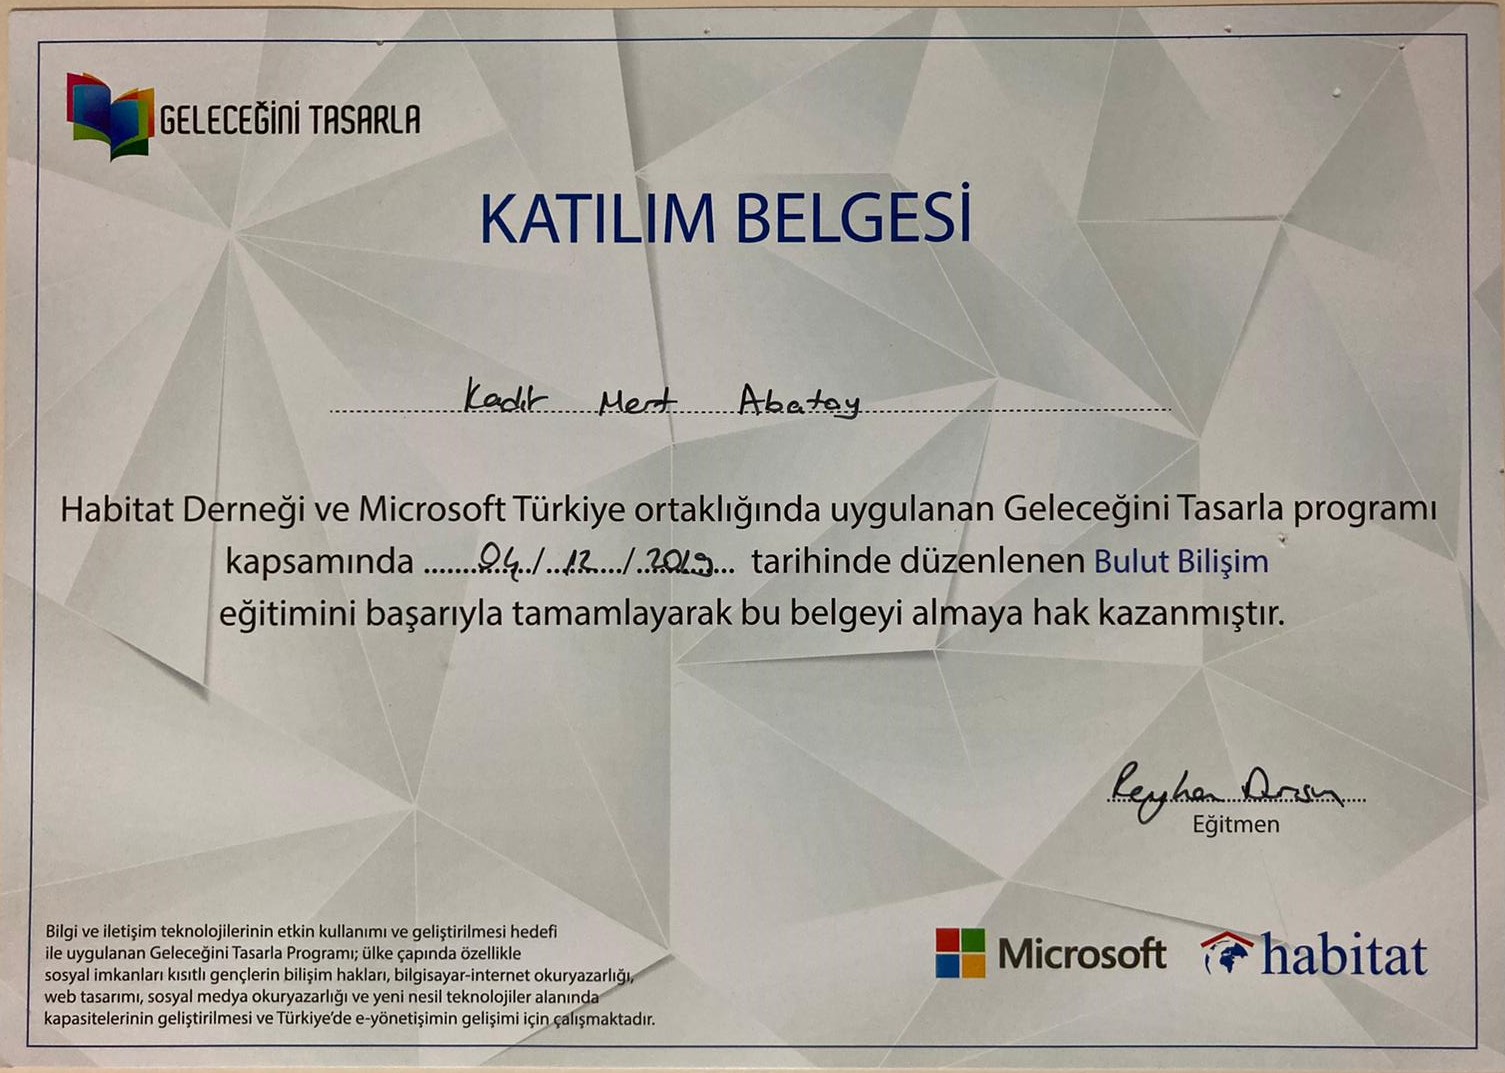 GELECEĞİNİ TASARLA
KATILIM BELGESİ
Kadir Mert Abatay
Habitat Derneği ve Microsoft Türkiye ortaklığında uygulanan Geleceğini Tasarla programı
kapsamında ........04../...12..../.2019... tarihinde düzenlenen Bulut Bilişim
eğitimini başarıyla tamamlayarak bu belgeyi almaya hak kazanmıştır.
Reyhan
Eğitmen
Bilgi ve iletişim teknolojilerinin etkin kullanımı ve geliştirilmesi hedefi
ile uygulanan Geleceğini Tasarla Programı; ülke çapında özellikle
sosyal imkanları kısıtlı gençlerin bilişim hakları, bilgisayar-internet okuryazarlığı,
web tasarımı, sosyal medya okuryazarlığı ve yeni nesil teknolojiler alanında
kapasitelerinin geliştirilmesi ve Türkiye'de e-yönetişimin gelişimi için çalışmaktadır.
Microsoft habitat